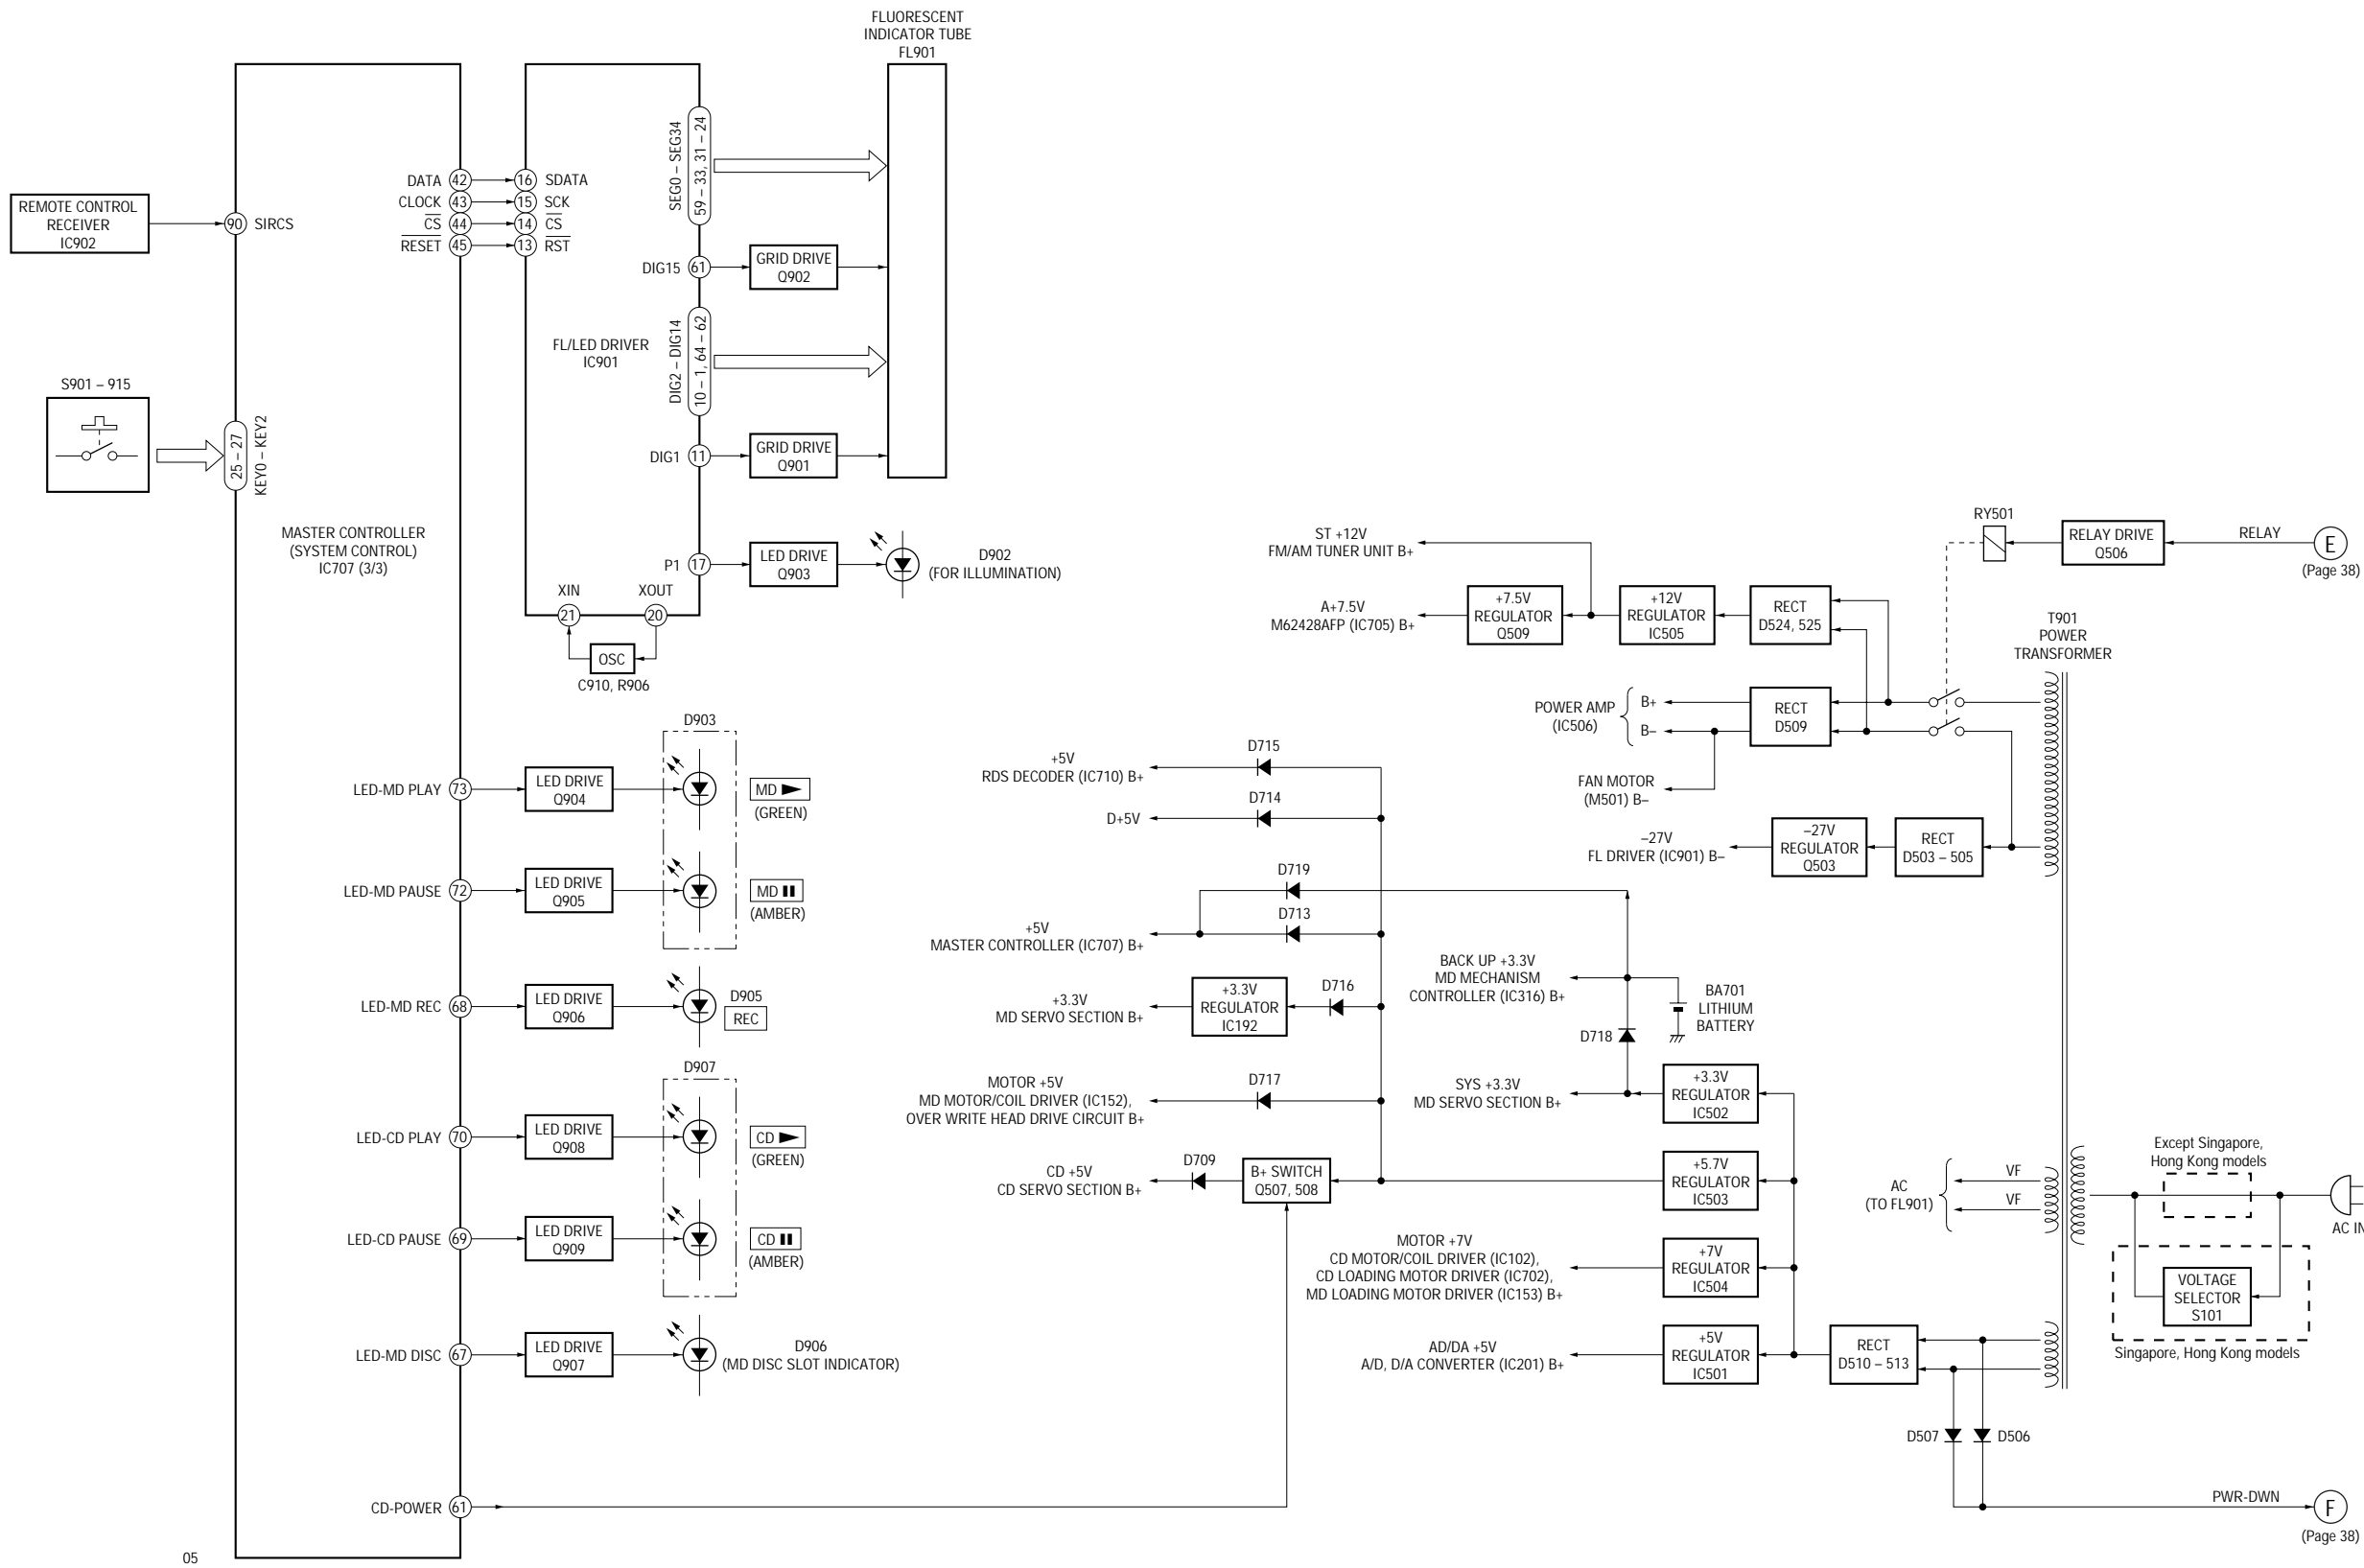 FLUORESCENT
INDICATOR TUBE
FL901
SEG0 – SEG34
59 – 33, 31 – 24
DATA 42 16 SDATA
CLOCK 43 15 SCK
CS 44 14 CS
RESET 45 13 RST
REMOTE CONTROL
RECEIVER
IC902
90 SIRCS
DIG15 61
GRID DRIVE
Q902
FL/LED DRIVER
IC901
DIG2 – DIG14
10 – 1, 64 – 62
S901 – 915
25 – 27
KEY0 – KEY2
DIG1 11
GRID DRIVE
Q901
MASTER CONTROLLER
(SYSTEM CONTROL)
IC707 (3/3)
P1 17
LED DRIVE
Q903
D902
(FOR ILLUMINATION)
XIN
XOUT
21
20
OSC
C910, R906
ST +12V
FM/AM TUNER UNIT B+
A+7.5V
M62428AFP (IC705) B+
+7.5V
REGULATOR
Q509
+12V
REGULATOR
IC505
RECT
D524, 525
RY501
RELAY DRIVE
Q506
RELAY
E
(Page 38)
T901
POWER
TRANSFORMER
POWER AMP
(IC506)
B+
B–
RECT
D509
FAN MOTOR
(M501) B–
–27V
FL DRIVER (IC901) B–
–27V
REGULATOR
Q503
RECT
D503 – 505
D903
LED-MD PLAY 73
LED DRIVE
Q904
MD
(GREEN)
LED-MD PAUSE 72
LED DRIVE
Q905
MD
(AMBER)
LED-MD REC 68
LED DRIVE
Q906
D905
REC
D907
LED-CD PLAY 70
LED DRIVE
Q908
CD
(GREEN)
LED-CD PAUSE 69
LED DRIVE
Q909
CD
(AMBER)
LED-MD DISC 67
LED DRIVE
Q907
D906
(MD DISC SLOT INDICATOR)
CD-POWER 61
+5V
RDS DECODER (IC710) B+
D715
D+5V
D714
D719
+5V
MASTER CONTROLLER (IC707) B+
D713
+3.3V
MD SERVO SECTION B+
+3.3V
REGULATOR
IC192
D716
MOTOR +5V
MD MOTOR/COIL DRIVER (IC152),
OVER WRITE HEAD DRIVE CIRCUIT B+
D717
CD +5V
CD SERVO SECTION B+
D709
B+ SWITCH
Q507, 508
BACK UP +3.3V
MD MECHANISM
CONTROLLER (IC316) B+
BA701
LITHIUM
BATTERY
D718
SYS +3.3V
MD SERVO SECTION B+
+3.3V
REGULATOR
IC502
+5.7V
REGULATOR
IC503
MOTOR +7V
CD MOTOR/COIL DRIVER (IC102),
CD LOADING MOTOR DRIVER (IC702),
MD LOADING MOTOR DRIVER (IC153) B+
+7V
REGULATOR
IC504
AD/DA +5V
A/D, D/A CONVERTER (IC201) B+
+5V
REGULATOR
IC501
RECT
D510 – 513
AC
(TO FL901)
VF
VF
Except Singapore,
Hong Kong models
AC IN
VOLTAGE
SELECTOR
S101
Singapore, Hong Kong models
D507
D506
PWR-DWN
F
(Page 38)
05